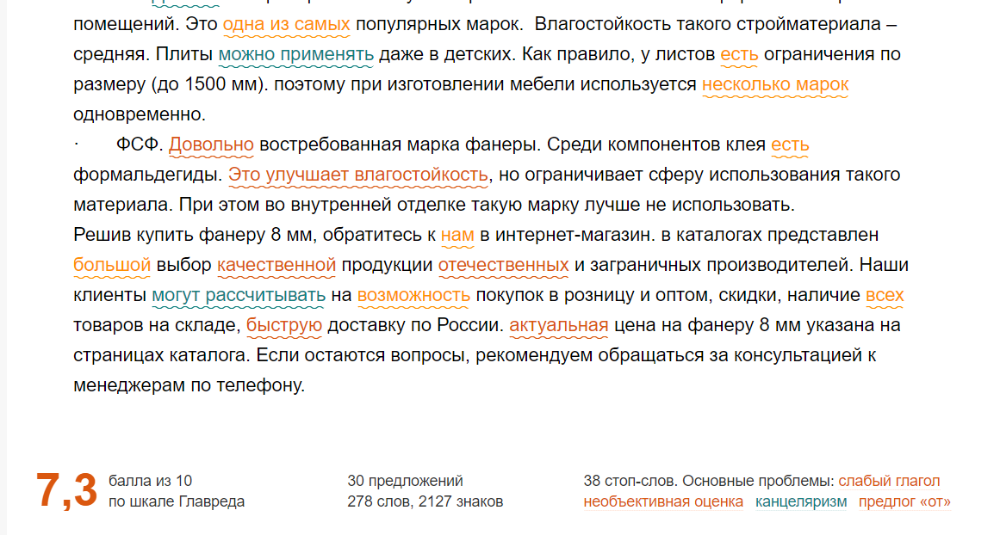 помещений. Это одна из самых популярных марок.  Влагостойкость такого стройматериала –
средняя. Плиты можно применять даже в детских. Как правило, у листов есть ограничения по
размеру (до 1500 мм). поэтому при изготовлении мебели используется несколько марок
одновременно.
· ФСФ. Довольно востребованная марка фанеры. Среди компонентов клея есть
формальдегиды. Это улучшает влагостойкость, но ограничивает сферу использования такого
материала. При этом во внутренней отделке такую марку лучше не использовать.
Решив купить фанеру 8 мм, обратитесь к нам в интернет-магазин. в каталогах представлен
большой выбор качественной продукции отечественных и заграничных производителей. Наши
клиенты могут рассчитывать на возможность покупок в розницу и оптом, скидки, наличие всех
товаров на складе, быструю доставку по России. актуальная цена на фанеру 8 мм указана на
страницах каталога. Если остаются вопросы, рекомендуем обращаться за консультацией к
менеджерам по телефону.
7,3 балла из 10
по шкале Главреда
30 предложений
278 слов, 2127 знаков
38 стоп-слов. Основные проблемы: слабый глагол
необъективная оценка канцеляризм предлог «от»